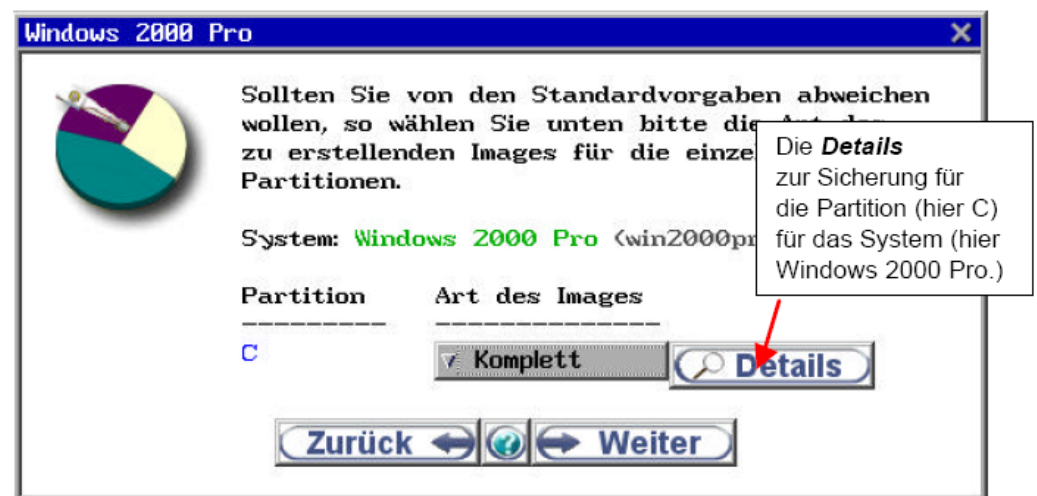 Windows 2000 Pro
Sollten Sie von den Standardvorgaben abweichen
wollen, so wählen Sie unten bitte die Art
zu erstellenden Images für die
Partitionen.
System: Windows 2000 Pro
Die Details
zur Sicherung für
die Partition (hier C)
für das System (hier
Windows 2000 Pro.)
Partition Art des Images
--------- --------------
C Komplett Details
Zurück ? Weiter